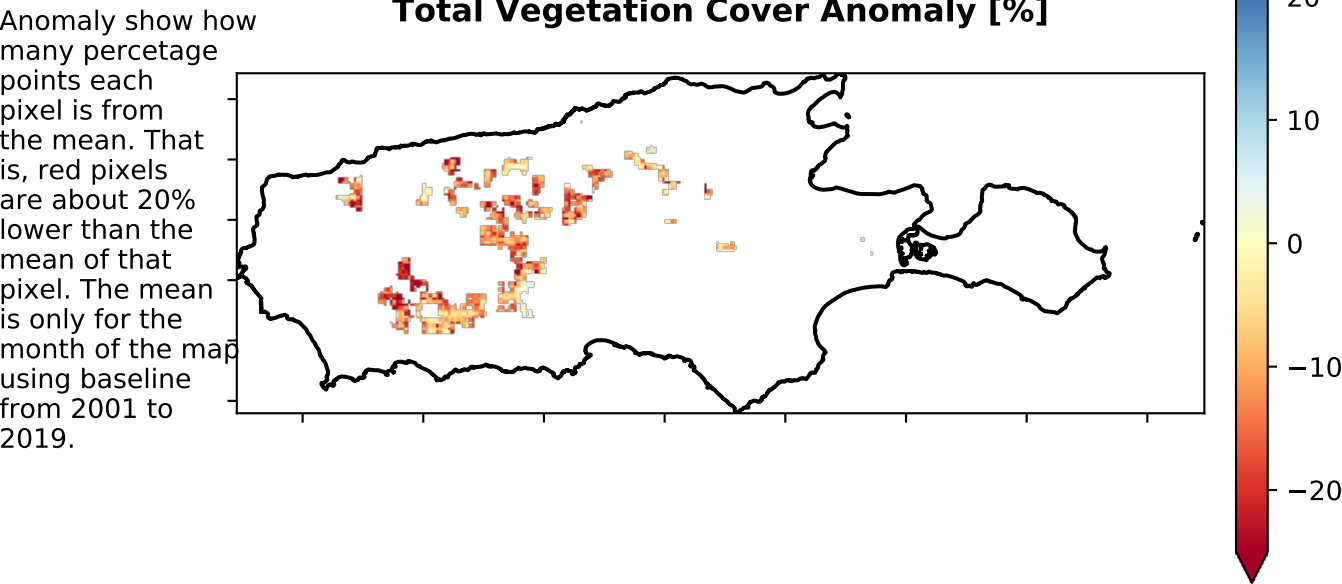 Total Vegetation Cover Anomaly [%]
Anomaly show how
many percetage
points each
pixel is from
the mean. That
is, red pixels
are about 20%
lower than the
mean of that
pixel. The mean
is only for the
month of the map
using baseline
from 2001 to
2019.
20
10
0
−10
−20